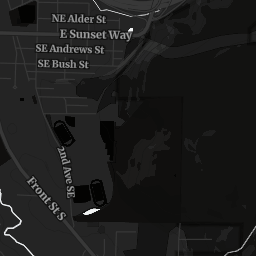 NE Alder St
E Sunset Way
SE Andrews St
SE Bush St
2nd Ave SE
Front St S